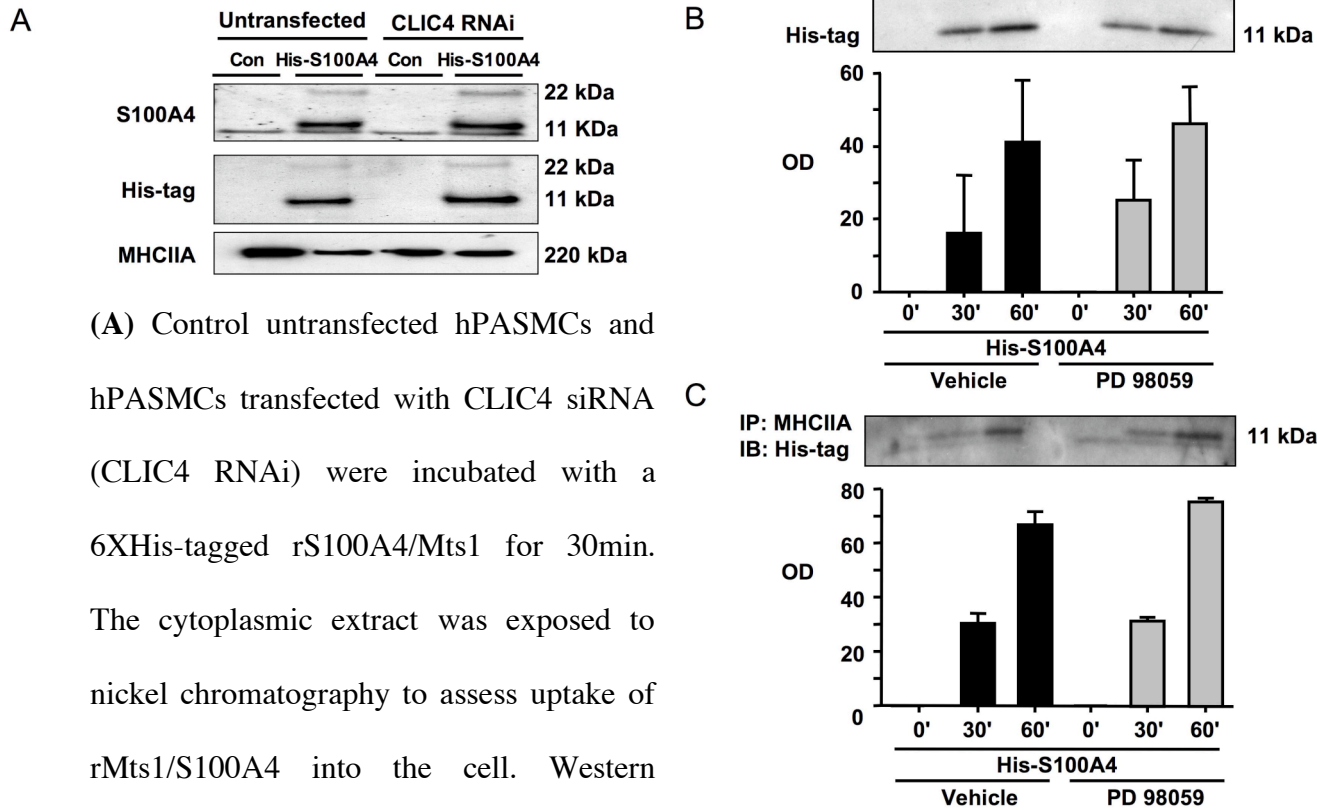 A
Untransfected CLIC4 RNAi
Con His-S100A4 Con His-S100A4
S100A4
22 kDa
11 KDa
His-tag
22 kDa
11 kDa
MHCIIA
220 kDa
(A) Control untransfected hPASMCs and
hPASMCs transfected with CLIC4 siRNA
(CLIC4 RNAi) were incubated with a
6XHis-tagged rS100A4/Mts1 for 30min.
The cytoplasmic extract was exposed to
nickel chromatography to assess uptake of
rMts1/S100A4 into the cell. Western
B
His-tag
11 kDa
60
40
OD
20
0
0' 30' 60' 0' 30' 60'
His-S100A4
Vehicle PD 98059
C
IP: MHCIIA
IB: His-tag
11 kDa
80
60
OD
40
20
0
0' 30' 60' 0' 30' 60'
His-S100A4
Vehicle PD 98059